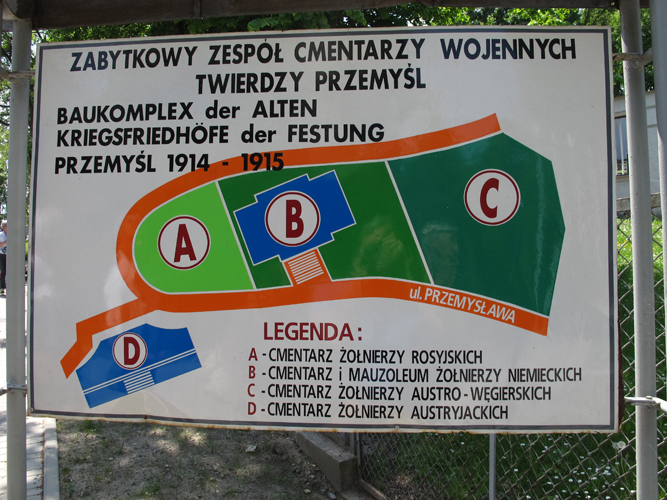 ZABYTKOWY ZESPÓŁ CMENTARZY WOJENNYCH
TWIERDZY PRZEMYŚL
BAUKOMPLEX der ALTEN
KRIEGSFRIEDHÖFE der FESTUNG
PRZEMYŚL 1914 - 1915
A
B
C
ul. PRZEMYSŁAWA
D
LEGENDA:
A - CMENTARZ ŻOŁNIERZY ROSYJSKICH
B - CMENTARZ i MAUZOLEUM ŻOŁNIERZY NIEMIECKICH
C - CMENTARZ ŻOŁNIERZY AUSTRO - WĘGIERSKICH
D - CMENTARZ ŻOŁNIERZY AUSTRYJACKICH